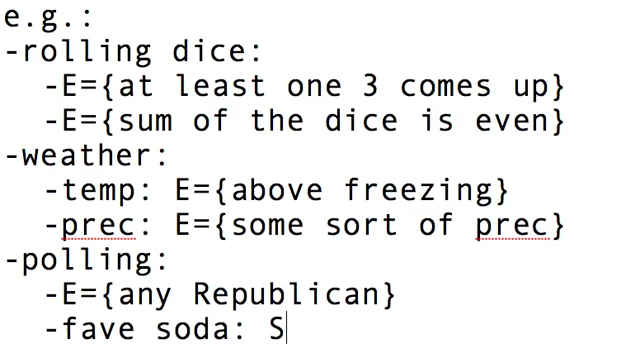 e.g.:
-rolling dice:
-E={at least one 3 comes up}
-E={sum of the dice is even}
-weather:
-temp: E={above freezing}
-prec: E={some sort of prec}
-polling:
-E={any Republican}
-fave soda: S